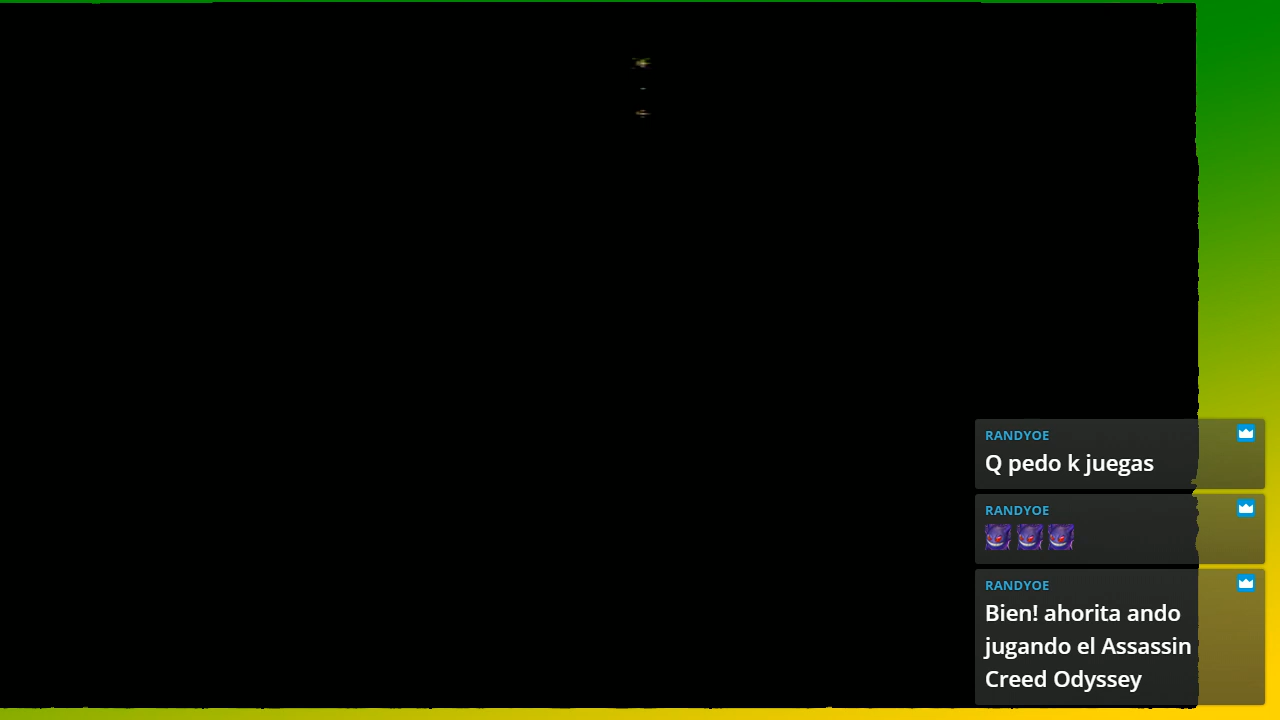 RANDYOE
Q pedo k juegas
RANDYOE
RANDYOE
Bien! ahorita ando
jugando el Assassin
Creed Odyssey